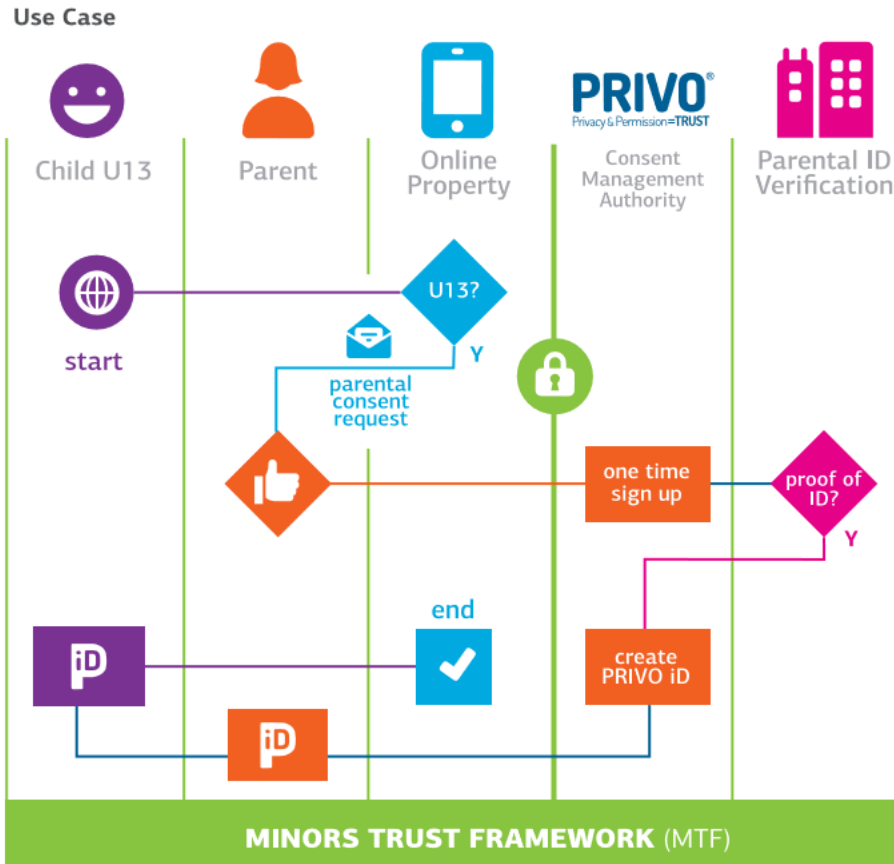 Use Case
PRIVO®
Privacy & Permission=TRUST
Child U13
Parent
Online
Property
Consent
Management
Authority
Parental ID
Verification
U13?
start
Y
parental
consent
request
one time
sign up
proof of
ID?
Y
end
iD
P
create
PRIVO iD
iD
P
MINORS TRUST FRAMEWORK (MTF)